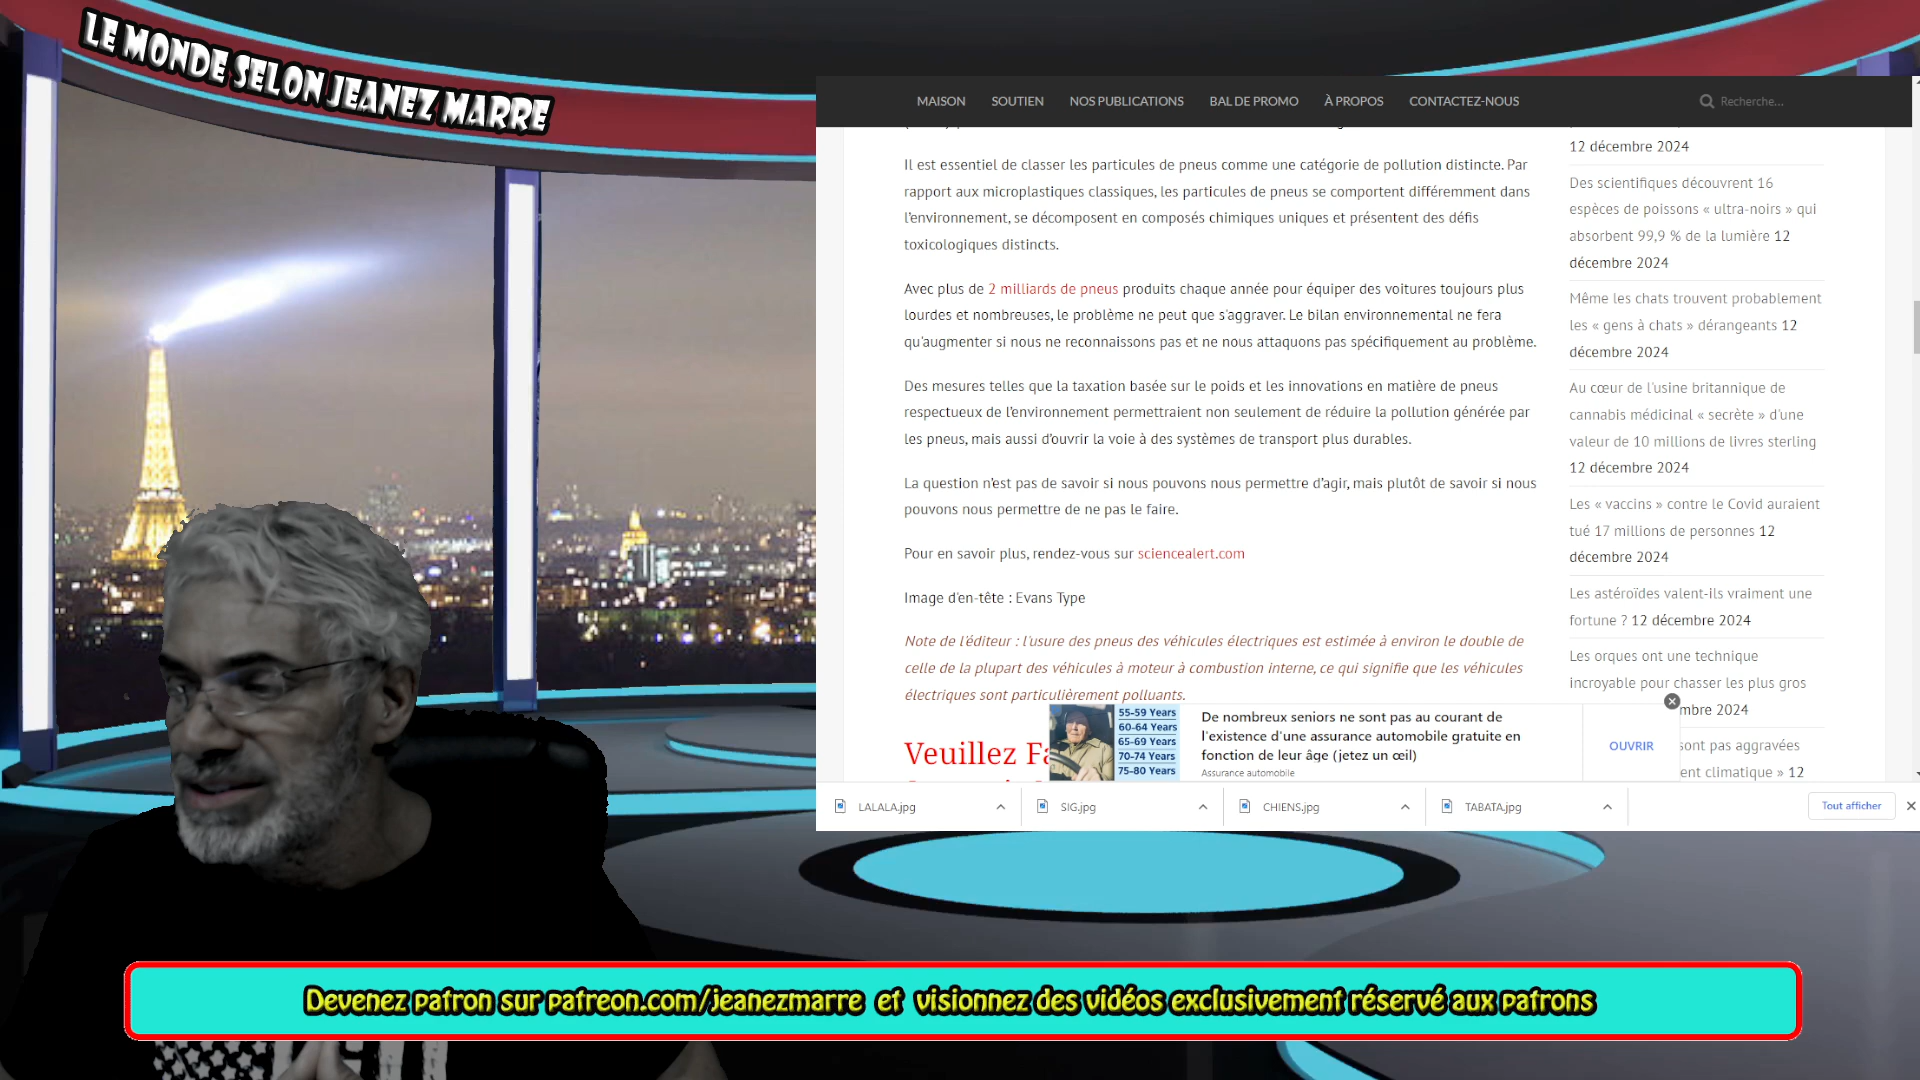 LE MONDE SELON JEANEZ MARRE
MAISON SOUTIEN NOS PUBLICATIONS BAL DE PROMO À PROPOS CONTACTEZ-NOUS Recherche...
Il est essentiel de classer les particules de pneus comme une catégorie de pollution distincte. Par
rapport aux microplastiques classiques, les particules de pneus se comportent différemment dans
l'environnement, se décomposent en composés chimiques uniques et présentent des défis
toxicologiques distincts.
Avec plus de 2 milliards de pneus produits chaque année pour équiper des voitures toujours plus
lourdes et nombreuses, le problème ne peut que s'aggraver. Le bilan environnemental ne fera
qu'augmenter si nous ne reconnaissons pas et ne nous attaquons pas spécifiquement au problème.
Des mesures telles que la taxation basée sur le poids et les innovations en matière de pneus
respectueux de l'environnement permettraient non seulement de réduire la pollution générée par
les pneus, mais aussi d'ouvrir la voie à des systèmes de transport plus durables.
La question n'est pas de savoir si nous pouvons nous permettre d'agir, mais plutôt de savoir si nous
pouvons nous permettre de ne pas le faire.
Pour en savoir plus, rendez-vous sur sciencealert.com
Image d'en-tête : Evans Type
Note de l'éditeur : l'usure des pneus des véhicules électriques est estimée à environ le double de
celle de la plupart des véhicules à moteur à combustion interne, ce qui signifie que les véhicules
électriques sont particulièrement polluants.
Veuillez Fa
12 décembre 2024
Des scientifiques découvrent 16
espèces de poissons « ultra-noirs » qui
absorbent 99,9 % de la lumière 12
décembre 2024
Même les chats trouvent probablement
les « gens à chats » dérangeants 12
décembre 2024
Au cœur de l'usine britannique de
cannabis médicinal « secrète » d'une
valeur de 10 millions de livres sterling
12 décembre 2024
Les « vaccins » contre le Covid auraient
tué 17 millions de personnes 12
décembre 2024
Les astéroïdes valent-ils vraiment une
fortune ? 12 décembre 2024
Les orques ont une technique
incroyable pour chasser les plus gros
mbre 2024
sont pas aggravées
ent climatique » 12
55-59 Years
60-64 Years
65-69 Years
70-74 Years
75-80 Years
De nombreux seniors ne sont pas au courant de
l'existence d'une assurance automobile gratuite en
fonction de leur âge (jetez un œil)
Assurance automobile
OUVRIR
LALALA.jpg SIG.jpg CHIENS.jpg TABATA.jpg Tout afficher
Devenez patron sur patreon.com/jeanezmarre et visionnez des vidéos exclusivement réservé aux patrons